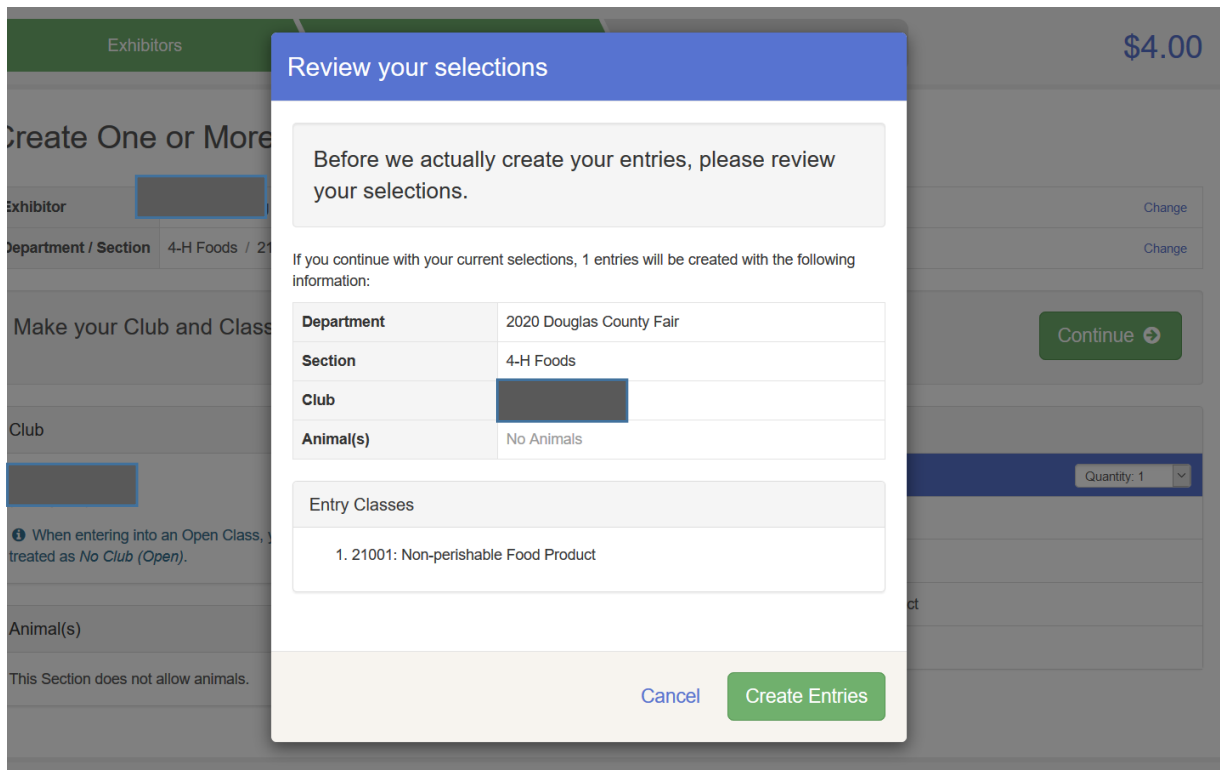 Exhibitors
$4.00
Review your selections
Create One or More
Before we actually create your entries, please review
your selections.
Exhibitor
Change
Department / Section 4-H Foods / 21
Change
If you continue with your current selections, 1 entries will be created with the following
information:
Make your Club and Class
Continue
Department 2020 Douglas County Fair
Section 4-H Foods
Club
Animal(s) No Animals
Club
Quantity: 1
Entry Classes
When entering into an Open Class, y
treated as No Club (Open).
1. 21001: Non-perishable Food Product
ct
Animal(s)
This Section does not allow animals.
Cancel
Create Entries